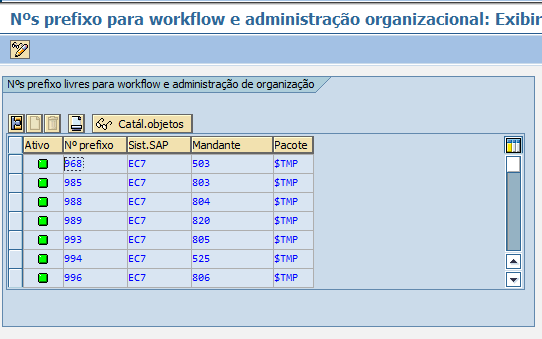 Nºs prefixo para workflow e administração organizacional: Exibir
Nºs prefixo livres para workflow e administração de organização
Catál.objetos
Ativo Nº prefixo Sist.SAP Mandante Pacote
968 EC7 503 $TMP
985 EC7 803 $TMP
988 EC7 804 $TMP
989 EC7 820 $TMP
993 EC7 805 $TMP
994 EC7 525 $TMP
996 EC7 806 $TMP